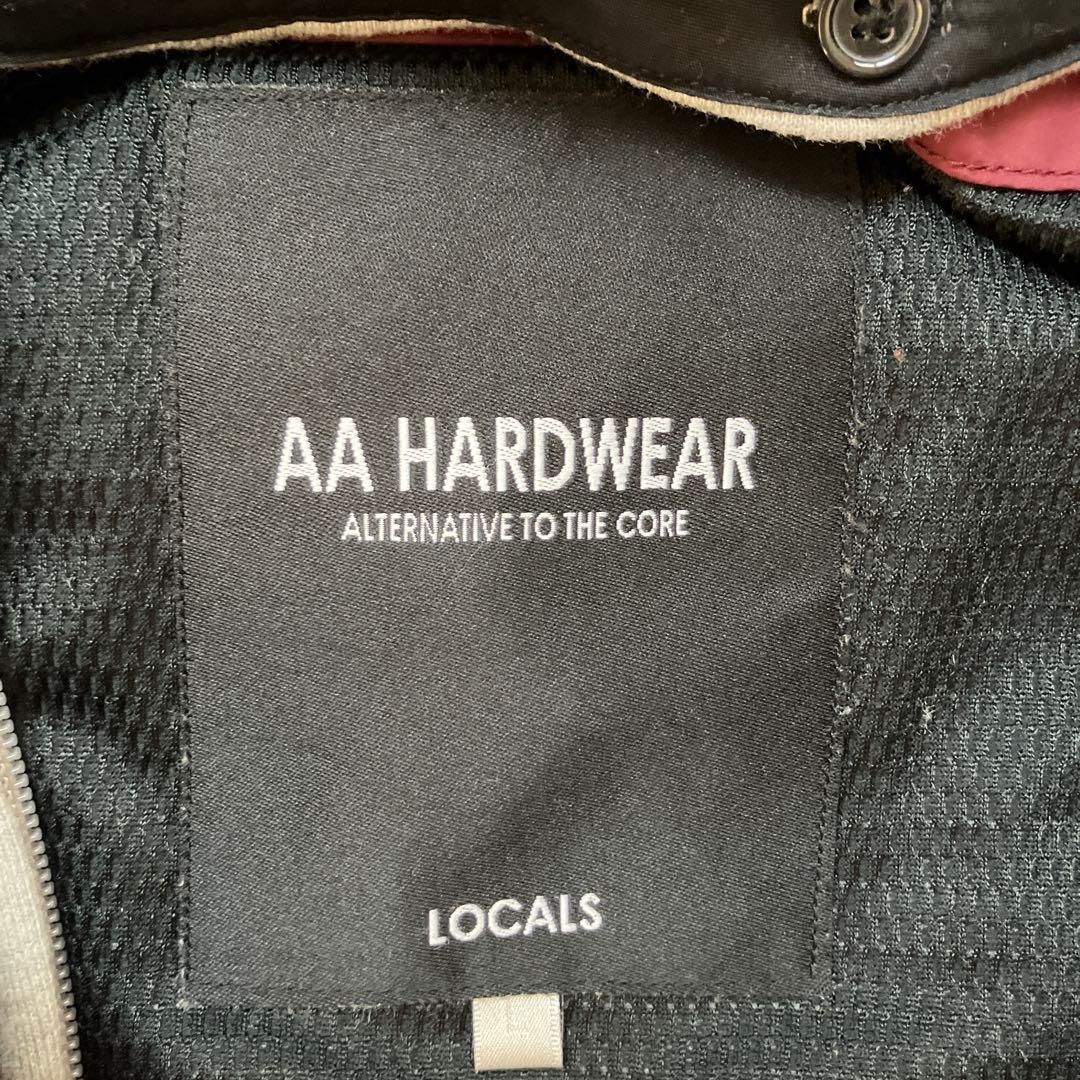 AA HARDWEAR
ALTERNATIVE TO THE CORE
LOCALS